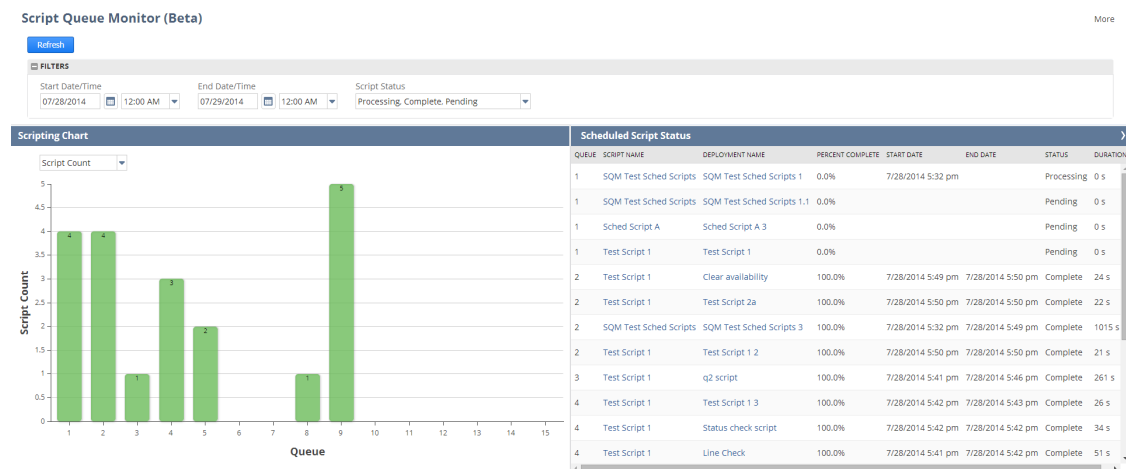 Script Queue Monitor (Beta)
More
Refresh
FILTERS
Start Date/Time End Date/Time Script Status
07/28/2014 12:00 AM 07/29/2014 12:00 AM Processing, Complete, Pending
Scripting Chart
Script Count
5
4.5
4
3.5
3
2.5
2
1.5
1
0.5
0
Script Count
4 4 1 3 2 1 5
1 2 3 4 5 6 7 8 9 10 11 12 13 14 15
Queue
Scheduled Script Status
QUEUE SCRIPT NAME DEPLOYMENT NAME PERCENT COMPLETE START DATE END DATE STATUS DURATION
1 SQM Test Sched Scripts SQM Test Sched Scripts 1 0.0% 7/28/2014 5:32 pm Processing 0 s
1 SQM Test Sched Scripts SQM Test Sched Scripts 1.1 0.0% Pending 0 s
1 Sched Script A Sched Script A 3 0.0% Pending 0 s
1 Test Script 1 Test Script 1 0.0% Pending 0 s
2 Test Script 1 Clear availability 100.0% 7/28/2014 5:49 pm 7/28/2014 5:50 pm Complete 24 s
2 Test Script 1 Test Script 2a 100.0% 7/28/2014 5:50 pm 7/28/2014 5:50 pm Complete 22 s
2 SQM Test Sched Scripts SQM Test Sched Scripts 3 100.0% 7/28/2014 5:32 pm 7/28/2014 5:49 pm Complete 1015 s
2 Test Script 1 Test Script 1 2 100.0% 7/28/2014 5:50 pm 7/28/2014 5:50 pm Complete 21 s
3 Test Script 1 q2 script 100.0% 7/28/2014 5:41 pm 7/28/2014 5:46 pm Complete 261 s
4 Test Script 1 Test Script 1 3 100.0% 7/28/2014 5:42 pm 7/28/2014 5:43 pm Complete 26 s
4 Test Script 1 Status check script 100.0% 7/28/2014 5:42 pm 7/28/2014 5:42 pm Complete 34 s
4 Test Script 1 Line Check 100.0% 7/28/2014 5:41 pm 7/28/2014 5:42 pm Complete 51 s